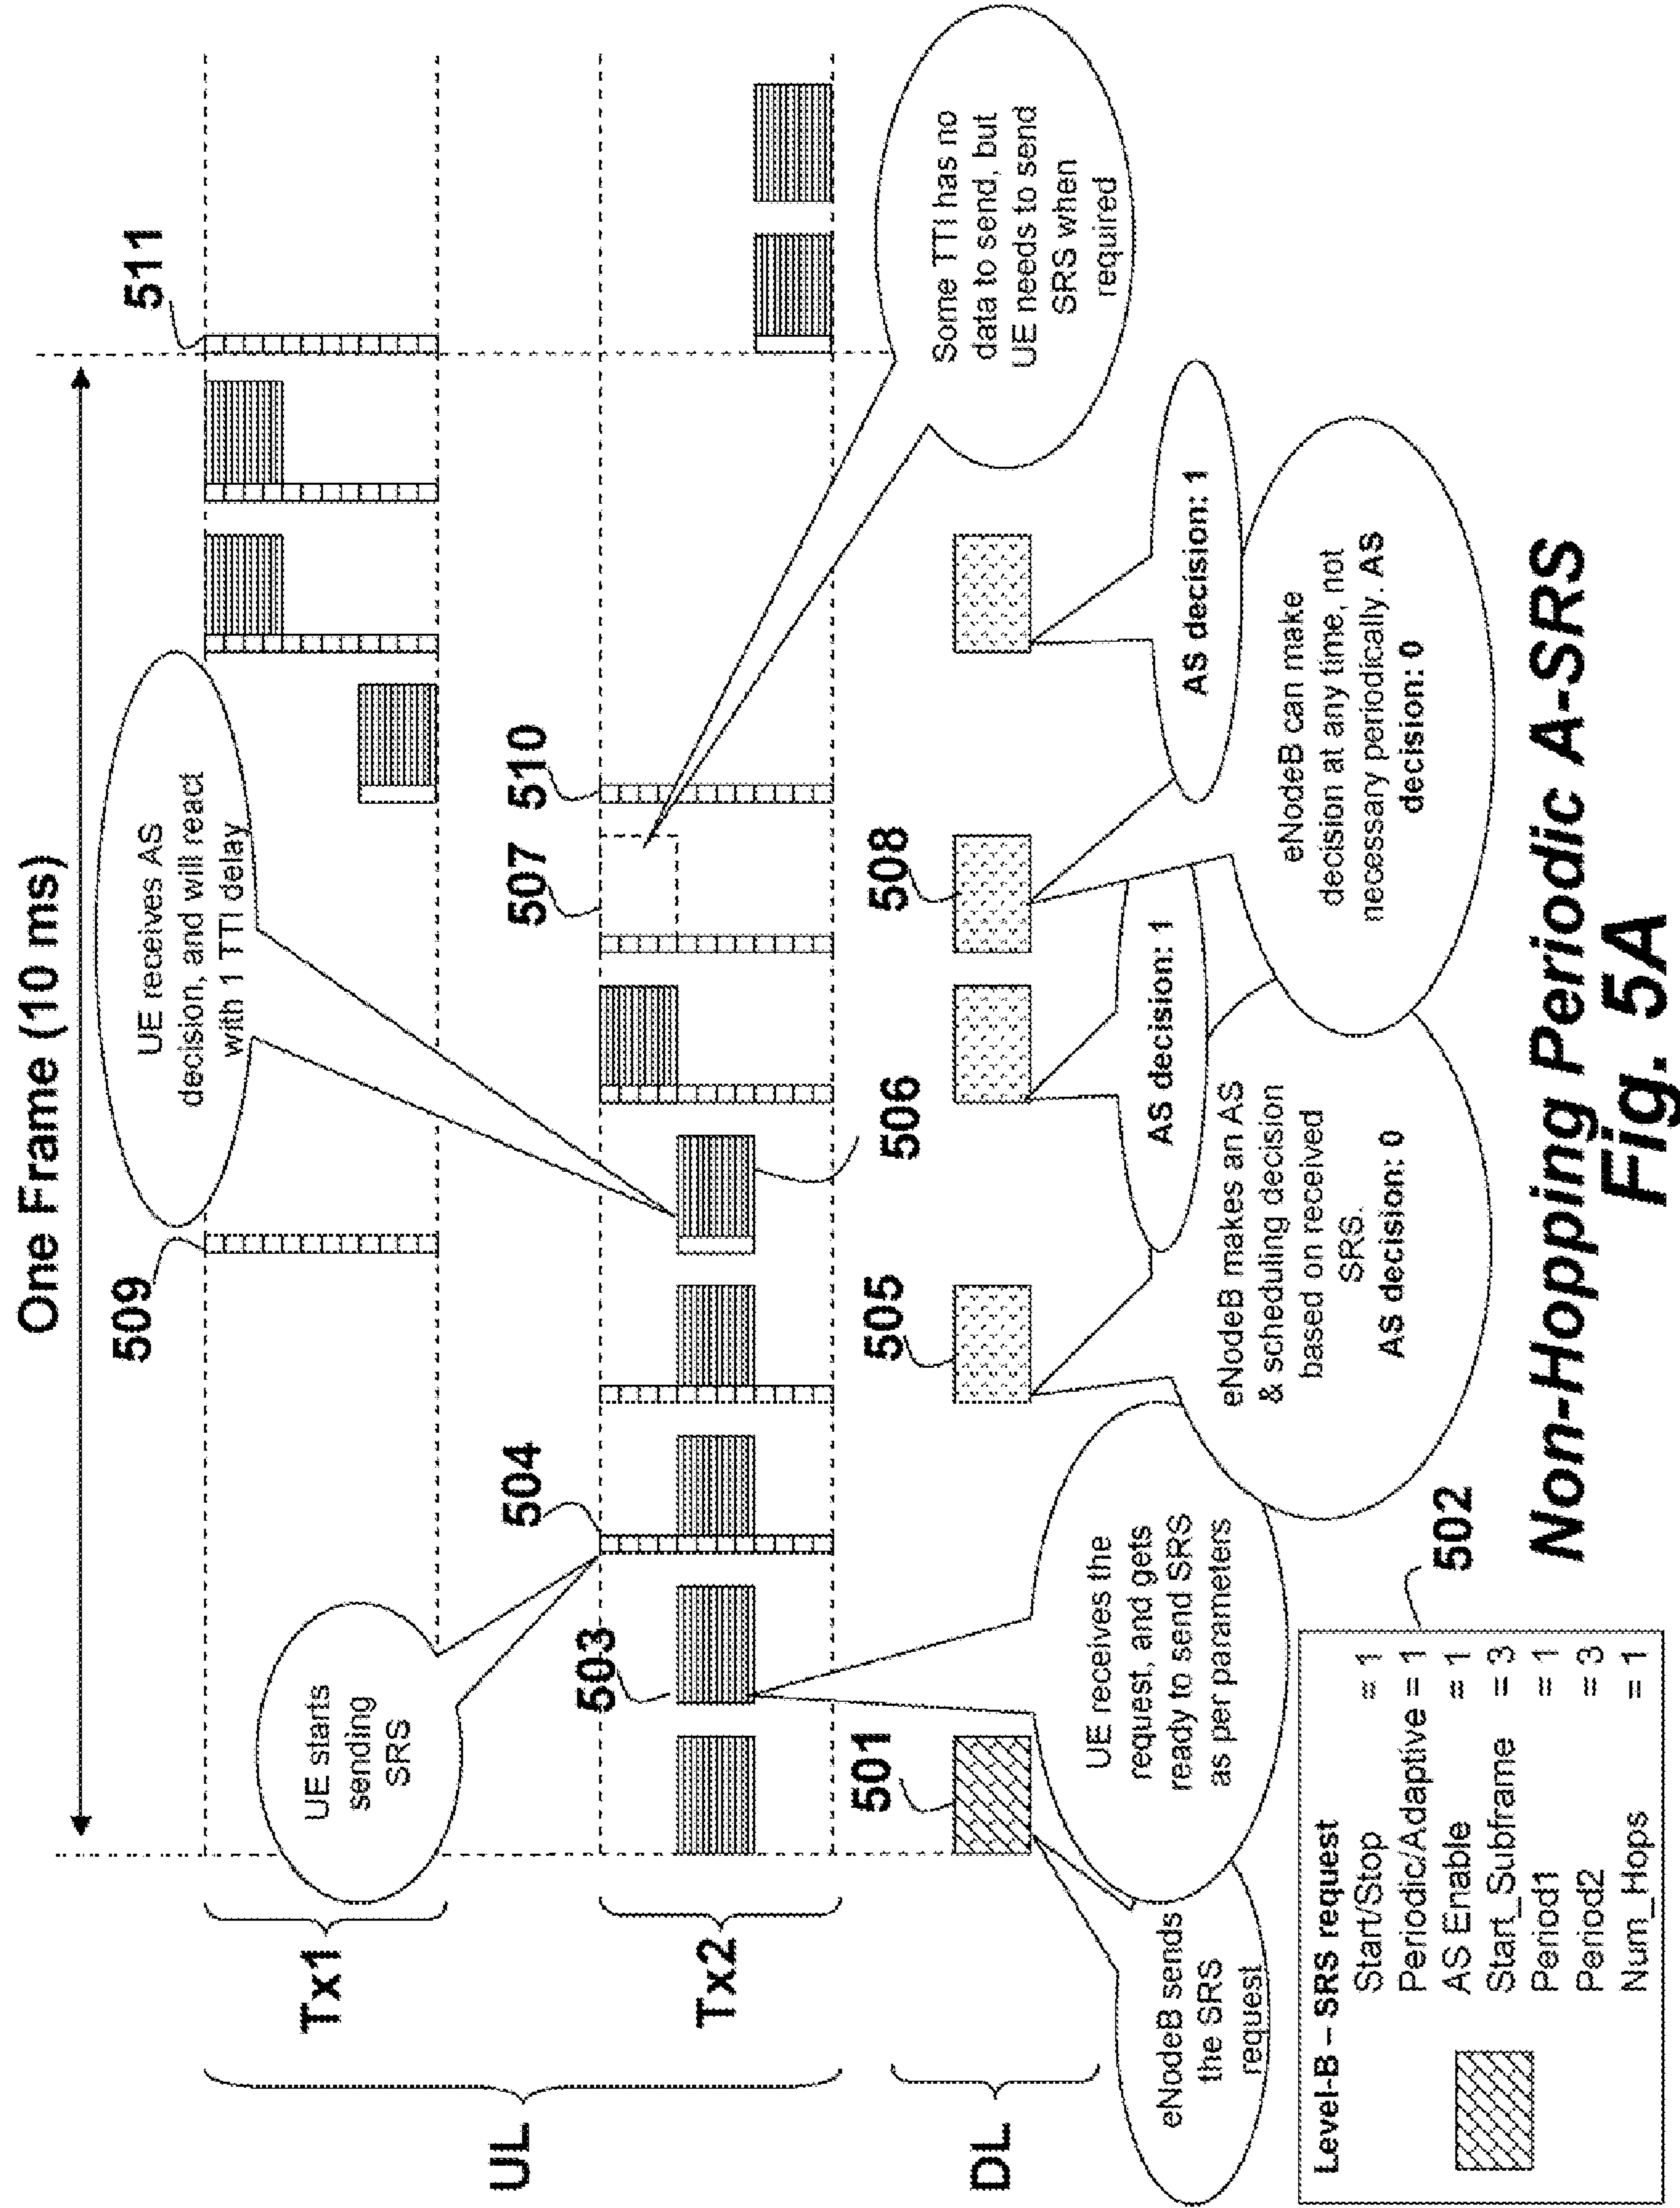 One Frame (10 ms)
511
509
UE receives AS
decision, and will react
with 1 TTI delay
UE starts
sending
SRS
Tx1
UL
Tx2
503
504
506
507
510
Some TTI has no
data to send, but
UE needs to send
SRS when
required
DL
501
505
508
eNodeB sends
the SRS
request
UE receives the
request, and gets
ready to send SRS
as per parameters
eNodeB makes an AS
& scheduling decision
based on received
SRS.
AS decision: 0
AS decision: 1
eNodeB can make
decision at any time, not
necessary periodically. AS
decision: 0
AS decision: 1
Level-B – SRS request
Start/Stop = 1
Periodic/Adaptive = 1
AS Enable = 1
Start_Subframe = 3
Period1 = 1
Period2 = 3
Num_Hops = 1
502
Non-Hopping Periodic A-SRS
Fig. 5A